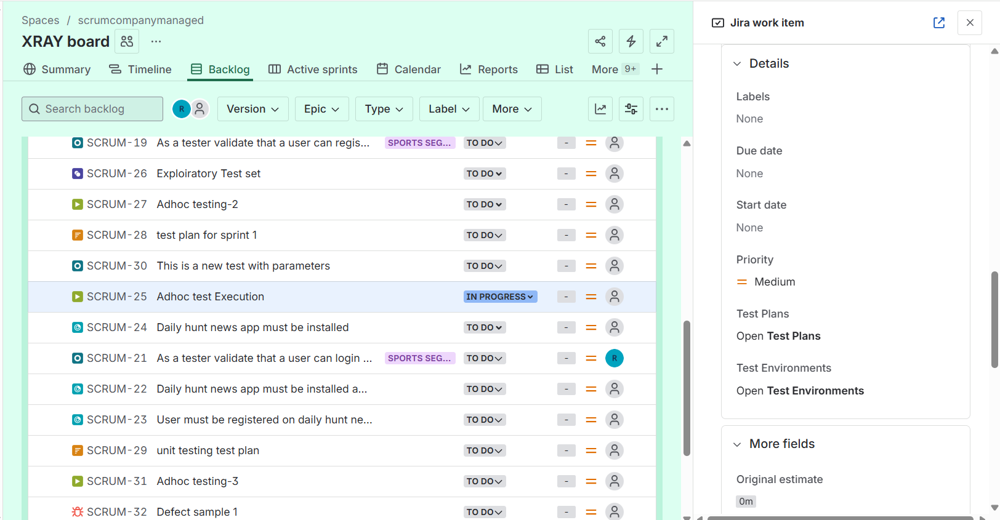 Spaces / scrumcompanymanaged
XRAY board
Summary Timeline Backlog Active sprints Calendar Reports List More 9+
Search backlog R Version Epic Type Label More
SCRUM-19 As a tester validate that a user can regis... SPORTS SEG... TO DO -
SCRUM-26 Exploiratory Test set TO DO -
SCRUM-27 Adhoc testing-2 TO DO -
SCRUM-28 test plan for sprint 1 TO DO -
SCRUM-30 This is a new test with parameters TO DO -
SCRUM-25 Adhoc test Execution IN PROGRESS -
SCRUM-24 Daily hunt news app must be installed TO DO -
SCRUM-21 As a tester validate that a user can login ... SPORTS SEG... TO DO - R
SCRUM-22 Daily hunt news app must be installed a... TO DO -
SCRUM-23 User must be registered on daily hunt ne... TO DO -
SCRUM-29 unit testing test plan TO DO -
SCRUM-31 Adhoc testing-3 TO DO -
SCRUM-32 Defect sample 1 TO DO -
Jira work item
Details
Labels
None
Due date
None
Start date
None
Priority
Medium
Test Plans
Open Test Plans
Test Environments
Open Test Environments
More fields
Original estimate
0m